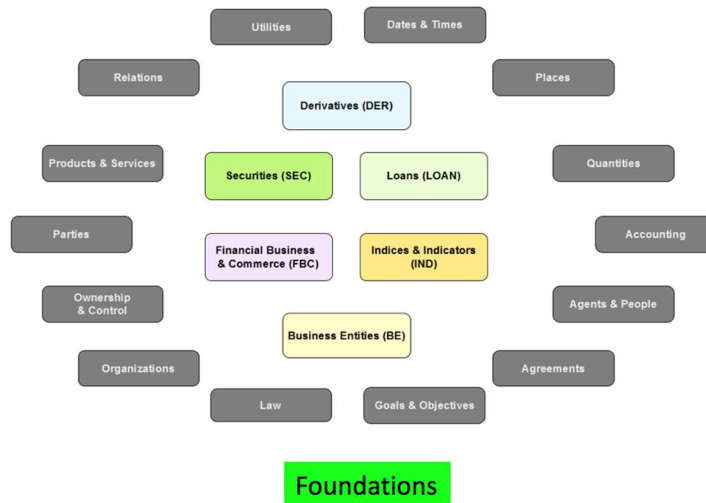 Utilities
Dates & Times
Relations
Places
Derivatives (DER)
Products & Services
Securities (SEC)
Loans (LOAN)
Quantities
Parties
Financial Business
& Commerce (FBC)
Indices & Indicators
(IND)
Accounting
Ownership
& Control
Agents & People
Business Entities (BE)
Organizations
Agreements
Law
Goals & Objectives
Foundations